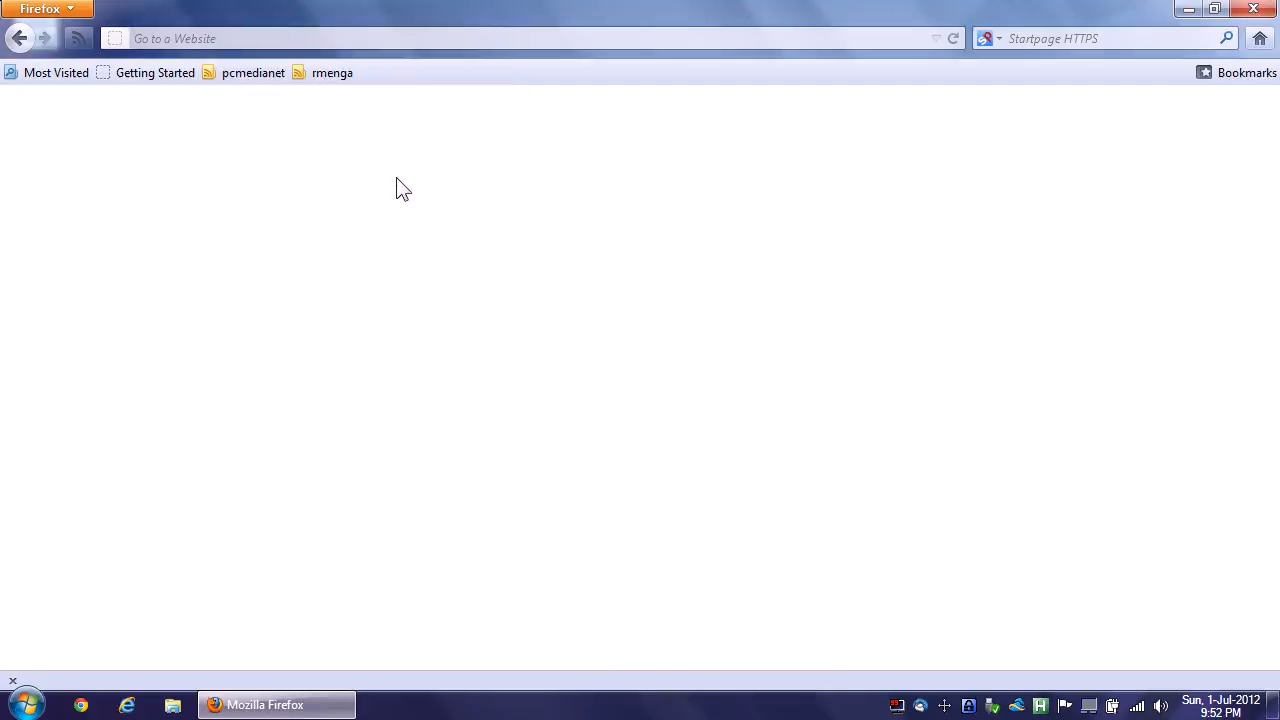 Firefox
Go to a Website
Startpage HTTPS
Most Visited
Getting Started
pcmedianet
rmenga
Bookmarks
Mozilla Firefox
Sun, 1-Jul-2012
9:52 PM